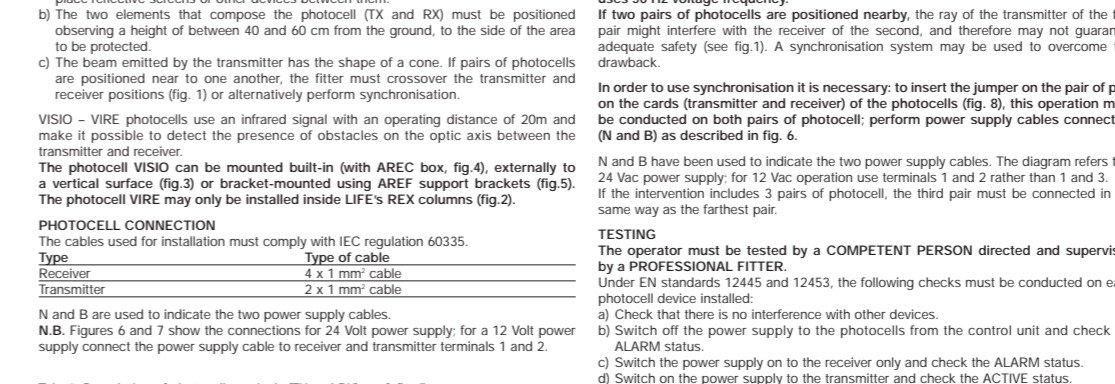 b) The two elements that compose the photocell (TX and RX) must be positioned
observing a height of between 40 and 60 cm from the ground, to the side of the area
to be protected.
c) The beam emitted by the transmitter has the shape of a cone. If pairs of photocells
are positioned near to one another, the fitter must crossover the transmitter and
receiver positions (fig. 1) or alternatively perform synchronisation.
VISIO – VIRE photocells use an infrared signal with an operating distance of 20m and
make it possible to detect the presence of obstacles on the optic axis between the
transmitter and receiver.
The photocell VISIO can be mounted built-in (with AREC box, fig.4), externally to
a vertical surface (fig.3) or bracket-mounted using AREF support brackets (fig.5).
The photocell VIRE may only be installed inside LIFE's REX columns (fig.2).
PHOTOCELL CONNECTION
The cables used for installation must comply with IEC regulation 60335.
Type Type of cable
Receiver 4 x 1 mm² cable
Transmitter 2 x 1 mm² cable
N and B are used to indicate the two power supply cables.
N.B. Figures 6 and 7 show the connections for 24 Volt power supply; for a 12 Volt power
supply connect the power supply cable to receiver and transmitter terminals 1 and 2.
If two pairs of photocells are positioned nearby, the ray of the transmitter of the
pair might interfere with the receiver of the second, and therefore may not
adequate safety (see fig.1). A synchronisation system may be used to overcome
drawback.
In order to use synchronisation it is necessary: to insert the jumper on the pair of
on the cards (transmitter and receiver) of the photocells (fig. 8), this operation
be conducted on both pairs of photocell; perform power supply cables
(N and B) as described in fig. 6.
N and B have been used to indicate the two power supply cables. The diagram refers
24 Vac power supply; for 12 Vac operation use terminals 1 and 2 rather than 1 and 3.
If the intervention includes 3 pairs of photocell, the third pair must be connected in
same way as the farthest pair.
TESTING
The operator must be tested by a COMPETENT PERSON directed and
by a PROFESSIONAL FITTER.
Under EN standards 12445 and 12453, the following checks must be conducted on
photocell device installed:
a) Check that there is no interference with other devices.
b) Switch off the power supply to the photocells from the control unit and check
ALARM status.
c) Switch the power supply on to the receiver only and check the ALARM status.
d) Switch on the power supply to the transmitter and check the ACTIVE status.